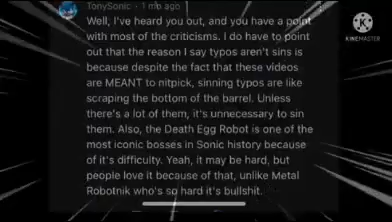 TonySonic · 1 mo ago
KINEMASTER
Well, I've heard you out, and you have a point
with most of the criticisms. I do have to point
out that the reason I say typos aren't sins is
because despite the fact that these videos
are MEANT to nitpick, sinning typos are like
scraping the bottom of the barrel. Unless
there's a lot of them, it's unnecessary to sin
them. Also, the Death Egg Robot is one of the
most iconic bosses in Sonic history because
of it's difficulty. Yeah, it may be hard, but
people love it because of that, unlike Metal
Robotnik who's so hard it's bullshit.